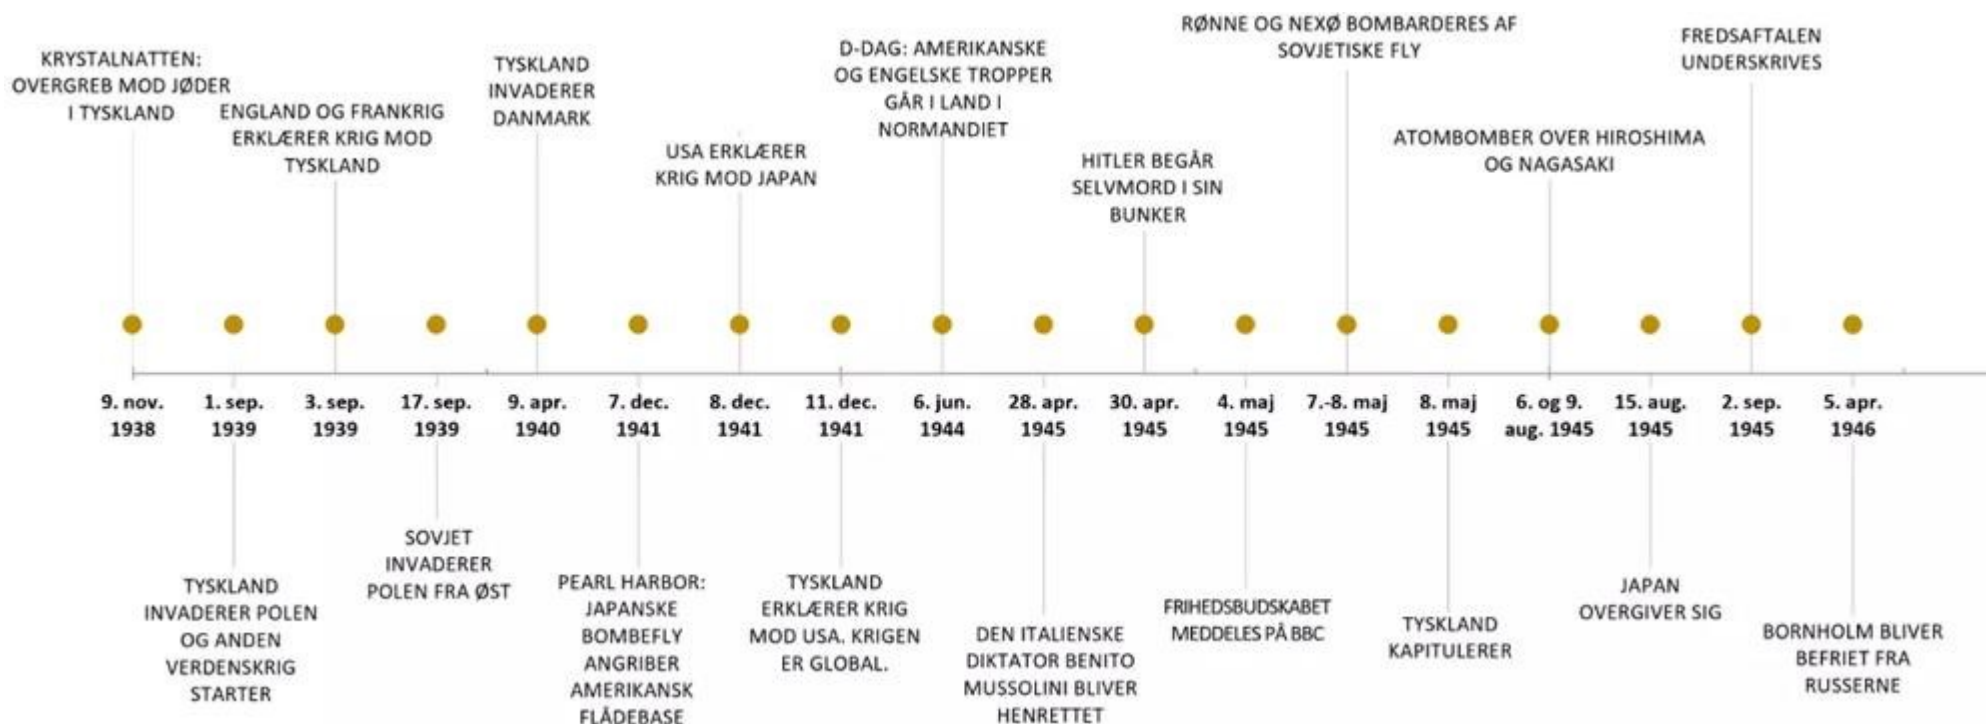 KRYSTALNATTEN:
OVERGREB MOD JØDER
I TYSKLAND
ENGLAND OG FRANKRIG
ERKLÆRER KRIG MOD
TYSKLAND
TYSKLAND
INVADERER
DANMARK
USA ERKLÆRER
KRIG MOD JAPAN
D-DAG: AMERIKANSKE
OG ENGELSKE TROPPER
GÅR I LAND I
NORMANDIET
HITLER BEGÅR
SELVMORD I SIN
BUNKER
RØNNE OG NEXØ BOMBARDERES AF
SOVJETISKE FLY
ATOMBOMBER OVER HIROSHIMA
OG NAGASAKI
FREDSAFTALEN
UNDERSKRIVES
9. nov.
1938
1. sep.
1939
3. sep.
1939
17. sep.
1939
9. apr.
1940
7. dec.
1941
8. dec.
1941
11. dec.
1941
6. jun.
1944
28. apr.
1945
30. apr.
1945
4. maj
1945
7.-8. maj
1945
8. maj
1945
6. og 9.
aug. 1945
15. aug.
1945
2. sep.
1945
5. apr.
1946
TYSKLAND
INVADERER POLEN
OG ANDEN
VERDENSKRIG
STARTER
SOVJET
INVADERER
POLEN FRA ØST
PEARL HARBOR:
JAPANSKE
BOMBEFLY
ANGRIBER
AMERIKANSK
FLÅDEBASE
TYSKLAND
ERKLÆRER KRIG
MOD USA. KRIGEN
ER GLOBAL.
DEN ITALIENSKE
DIKTATOR BENITO
MUSSOLINI BLIVER
HENRETTET
FRIHEDSBUDSKABET
MEDDELES PÅ BBC
TYSKLAND
KAPITULERER
JAPAN
OVERGIVER SIG
BORNHOLM BLIVER
BEFRIET FRA
RUSSERNE